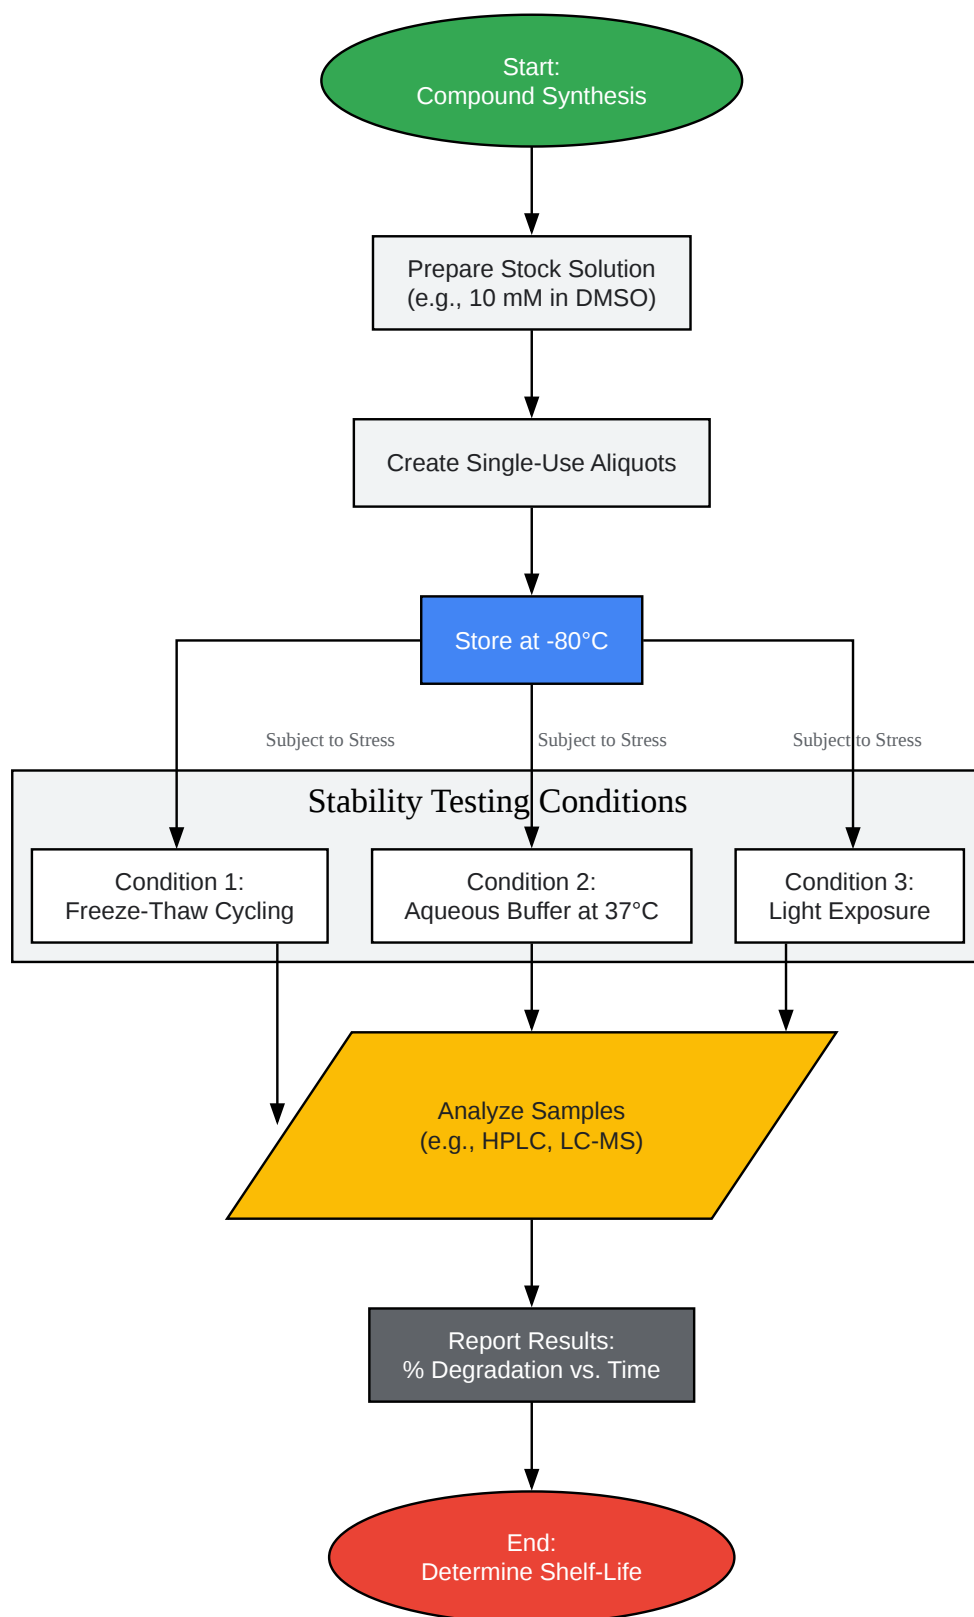 Start:
Compound Synthesis
Prepare Stock Solution
(e.g., 10 mM in DMSO)
Create Single-Use Aliquots
Store at -80°C
Subject to Stress
Subject to Stress
Subject to Stress
Stability Testing Conditions
Condition 1:
Freeze-Thaw Cycling
Condition 2:
Aqueous Buffer at 37°C
Condition 3:
Light Exposure
Analyze Samples
(e.g., HPLC, LC-MS)
Report Results:
% Degradation vs. Time
End:
Determine Shelf-Life